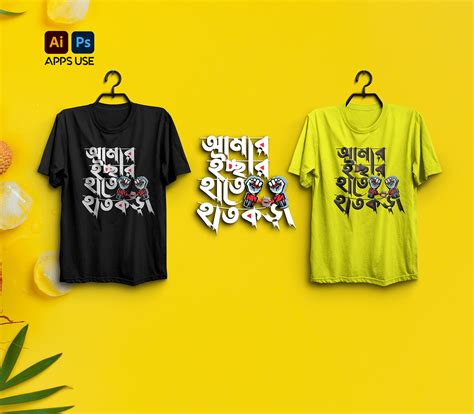 Ai Ps
APPS USE
আমার
ইচ্ছার
হাতে
হাতকড়া
আমার
ইচ্ছার
হাতে
হাতকড়া
আমার
ইচ্ছার
হাতে
হাতকড়া